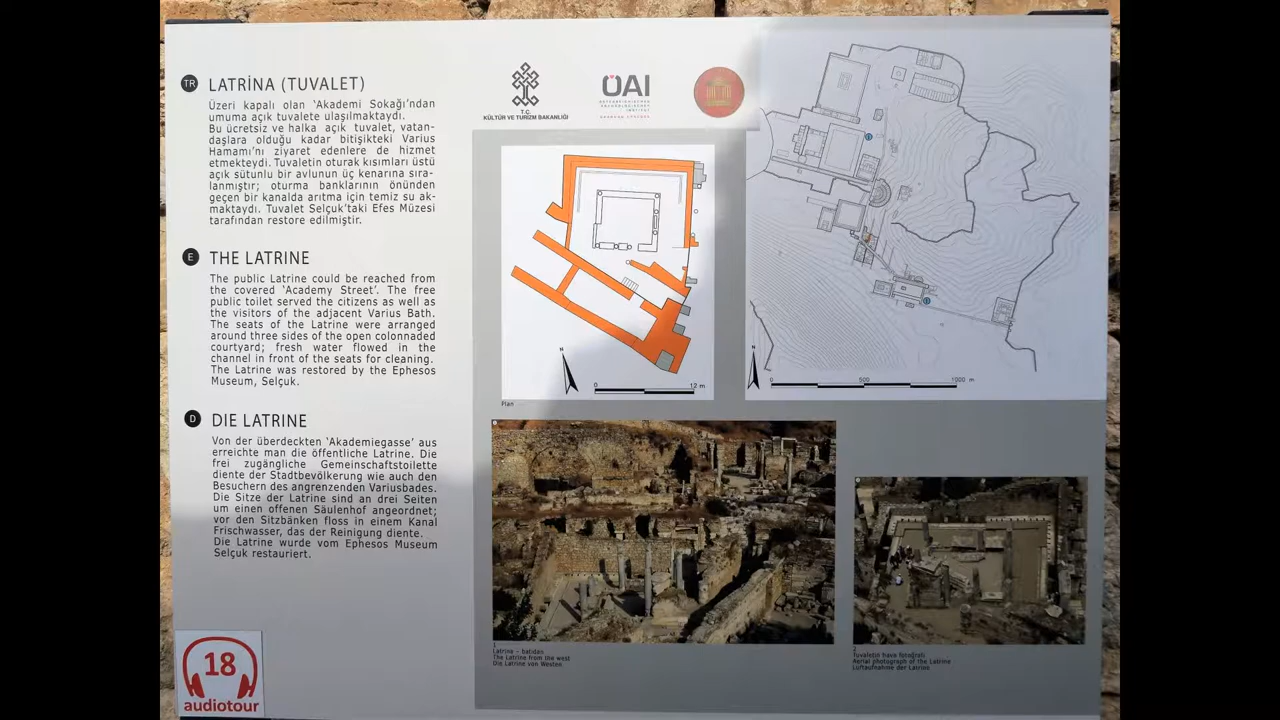 TR LATRİNA (TUVALET)
Üzeri kapalı olan ‘Akademi Sokağı’ndan
umuma açık tuvalete ulaşılmaktaydı.
Bu ücretsiz ve halka açık tuvalet, vatan-
daşlara olduğu kadar bitişikteki Varius
Hamamı’nı ziyaret edenlere de hizmet
etmekteydi. Tuvaletin oturak kısımları üstü
açık sütunlu bir avlunun üç kenarına sıra-
lanmıştır; oturma banklarının önünden
geçen bir kanalda arıtma için temiz su ak-
maktaydı. Tuvalet Selçuk’taki Efes Müzesi
tarafından restore edilmiştir.
E THE LATRINE
The public Latrine could be reached from
the covered ‘Academy Street’. The free
public toilet served the citizens as well as
the visitors of the adjacent Varius Bath.
The seats of the Latrine were arranged
around three sides of the open colonnaded
courtyard; fresh water flowed in the
channel in front of the seats for cleaning.
The Latrine was restored by the Ephesos
Museum, Selçuk.
D DIE LATRINE
Von der überdeckten ‘Akademiegasse’ aus
erreichte man die öffentliche Latrine. Die
frei zugängliche Gemeinschaftstoilette
diente der Stadtbevölkerung wie auch den
Besuchern des angrenzenden Variusbades.
Die Sitze der Latrine sind an drei Seiten
um einen offenen Säulenhof angeordnet;
vor den Sitzbänken floss in einem Kanal
Frischwasser, das der Reinigung diente.
Die Latrine wurde vom Ephesos Museum
Selçuk restauriert.
18
audiotour
T.C.
KÜLTÜR VE TURİZM BAKANLIĞI
ÖAI
ÖSTERREICHISCHES
ARCHÄOLOGISCHES
INSTITUT
N
0 12 m
Plan
N
0 500 1000 m
1
Latrina – batıdan
The Latrine from the west
Die Latrine von Westen
2
Tuvaletin hava fotoğrafı
Aerial photograph of the Latrine
Luftaufnahme der Latrine